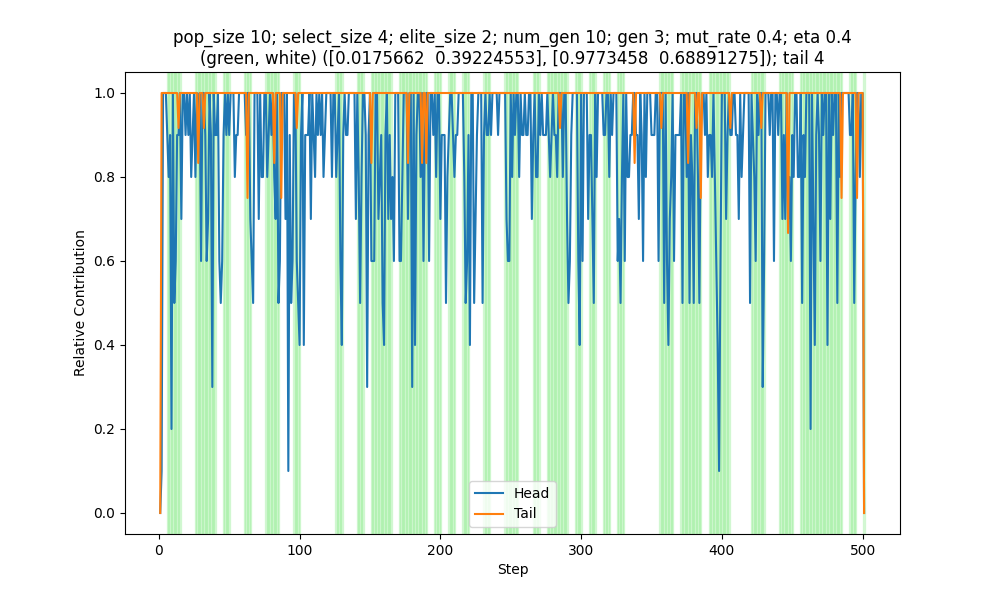 pop_size 10; select_size 4; elite_size 2; num_gen 10; gen 3; mut_rate 0.4; eta 0.4
(green, white) ([0.0175662  0.39224553], [0.9773458  0.68891275]); tail 4
1.0
0.8
0.6
0.4
0.2
0.0
Relative Contribution
Head
Tail
0 100 200 300 400 500
Step